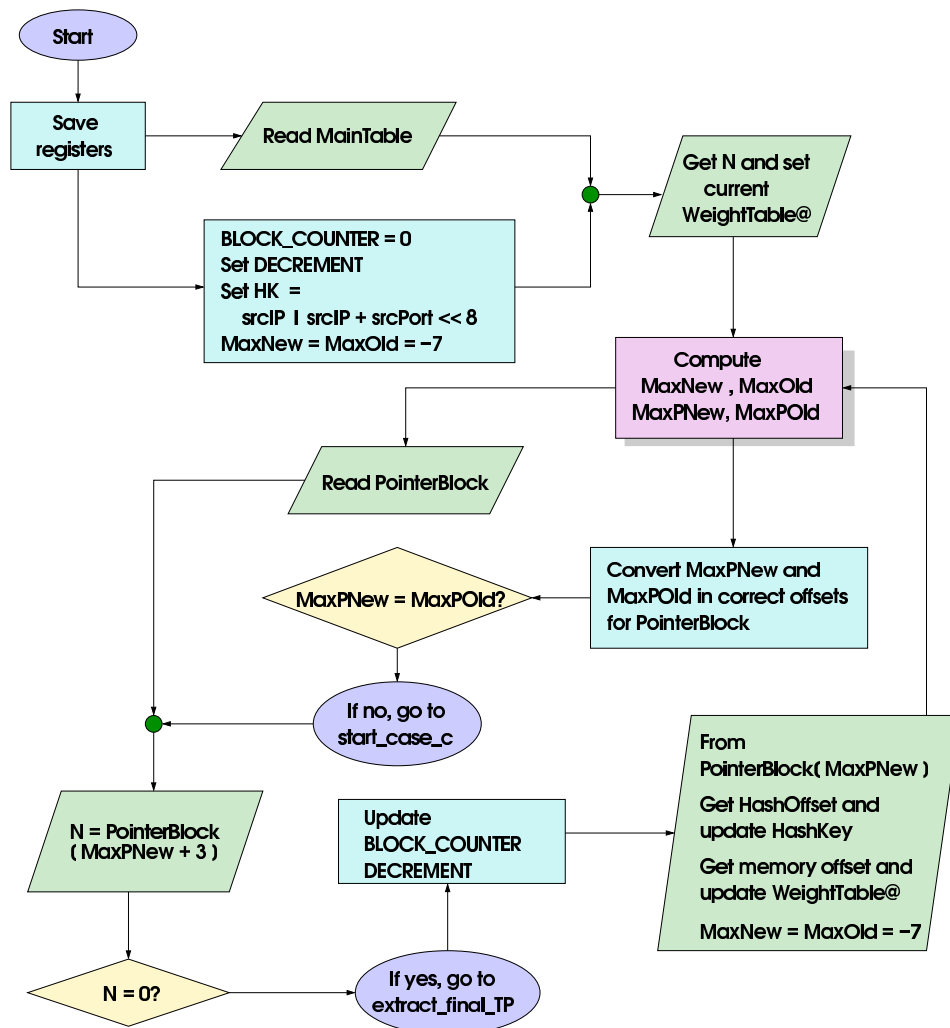 Start
Save
registers
Read MainTable
Get N and set
current
WeightTable@
BLOCK_COUNTER = 0
Set DECREMENT
Set HK =
srcIP | srcIP + srcPort << 8
MaxNew = MaxOld = −7
Compute
MaxNew , MaxOld
MaxPNew, MaxPOld
Read PointerBlock
Convert MaxPNew and
MaxPOld in correct offsets
for PointerBlock
MaxPNew = MaxPOld?
If no, go to
start_case_c
From
PointerBlock( MaxPNew )
Get HashOffset and
update HashKey
Get memory offset and
update WeightTable@
MaxNew = MaxOld = −7
N = PointerBlock
( MaxPNew + 3 )
Update
BLOCK_COUNTER
DECREMENT
N = 0?
If yes, go to
extract_final_TP